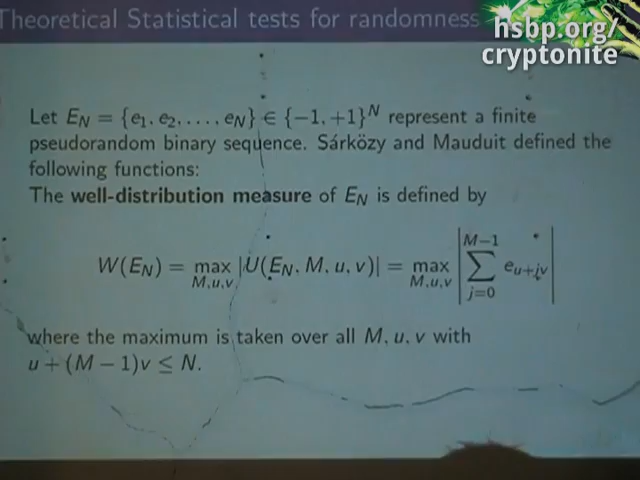 Theoretical Statistical tests for randomness
hsbp.org/
cryptonite
Let E_N = {e_1, e_2, . . . , e_N} ∈ {−1, +1}^N represent a finite
pseudorandom binary sequence. Sárközy and Mauduit defined the
following functions:
The well-distribution measure of E_N is defined by
W(E_N) = max_{M,u,v} |U(E_N, M, u, v)| = max_{M,u,v} |∑_{j=0}^{M−1} e_{u+jv}|
where the maximum is taken over all M, u, v with
u + (M − 1)v ≤ N.